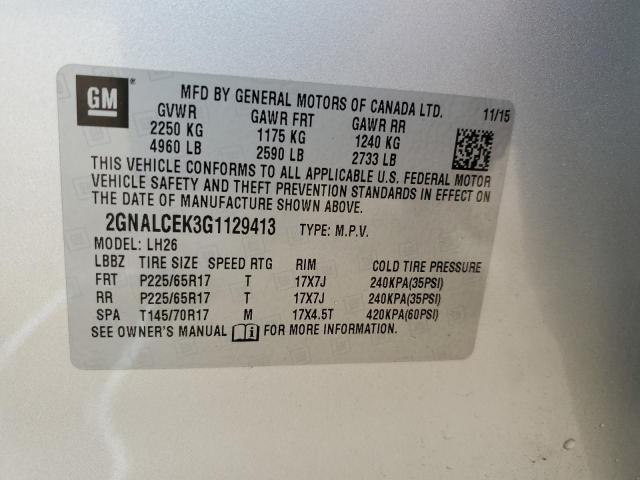 GM
MFD BY GENERAL MOTORS OF CANADA LTD.
GVWR GAWR FRT GAWR RR 11/15
2250 KG 1175 KG 1240 KG
4960 LB 2590 LB 2733 LB
THIS VEHICLE CONFORMS TO ALL APPLICABLE U.S. FEDERAL MOTOR
VEHICLE SAFETY AND THEFT PREVENTION STANDARDS IN EFFECT ON
THE DATE OF MANUFACTURE SHOWN ABOVE.
2GNALCEK3G1129413 TYPE: M.P.V.
MODEL: LH26
LBBZ TIRE SIZE SPEED RTG RIM COLD TIRE PRESSURE
FRT P225/65R17 T 17X7J 240KPA(35PSI)
RR P225/65R17 T 17X7J 240KPA(35PSI)
SPA T145/70R17 M 17X4.5T 420KPA(60PSI)
SEE OWNER'S MANUAL FOR MORE INFORMATION.